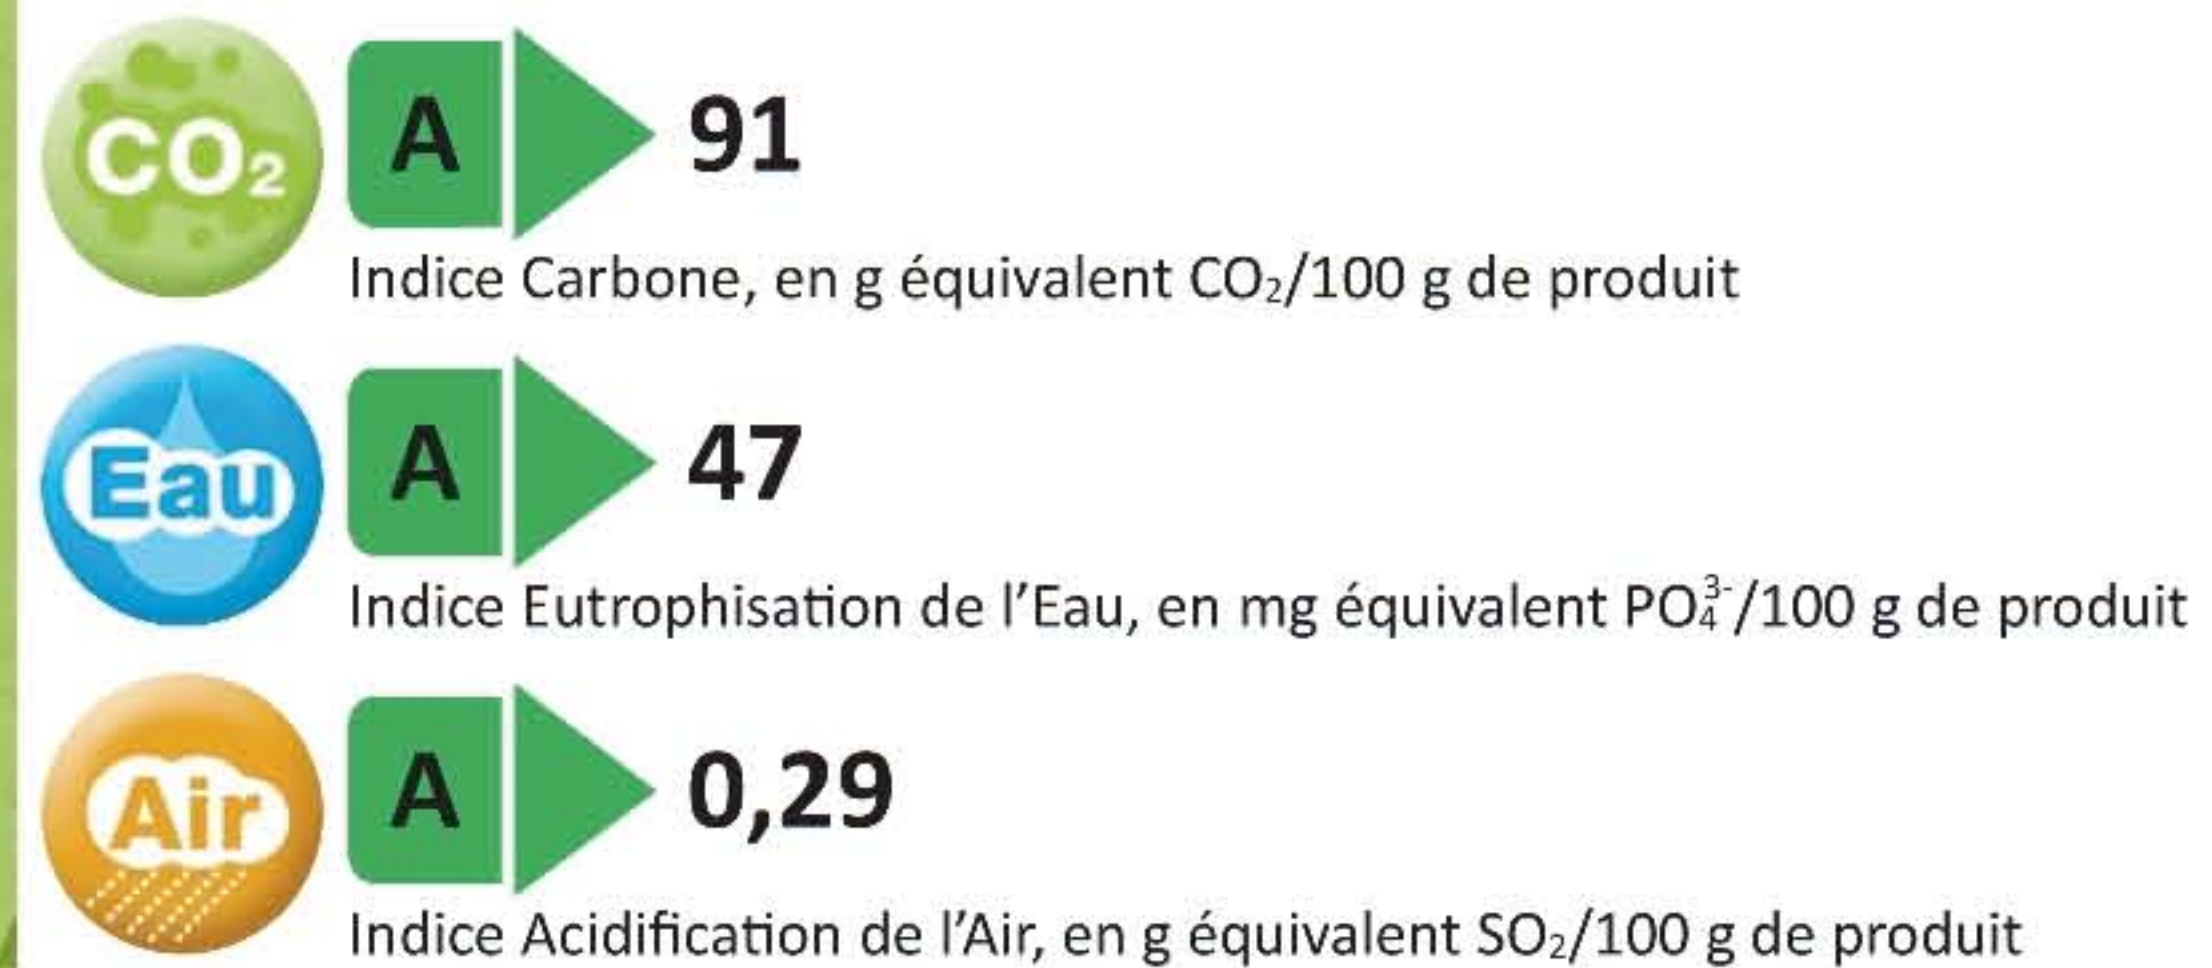 CO₂ A 91
Indice Carbone, en g équivalent CO₂/100 g de produit
Eau A 47
Indice Eutrophisation de l’Eau, en mg équivalent PO₄³⁻/100 g de produit
Air A 0,29
Indice Acidification de l’Air, en g équivalent SO₂/100 g de produit